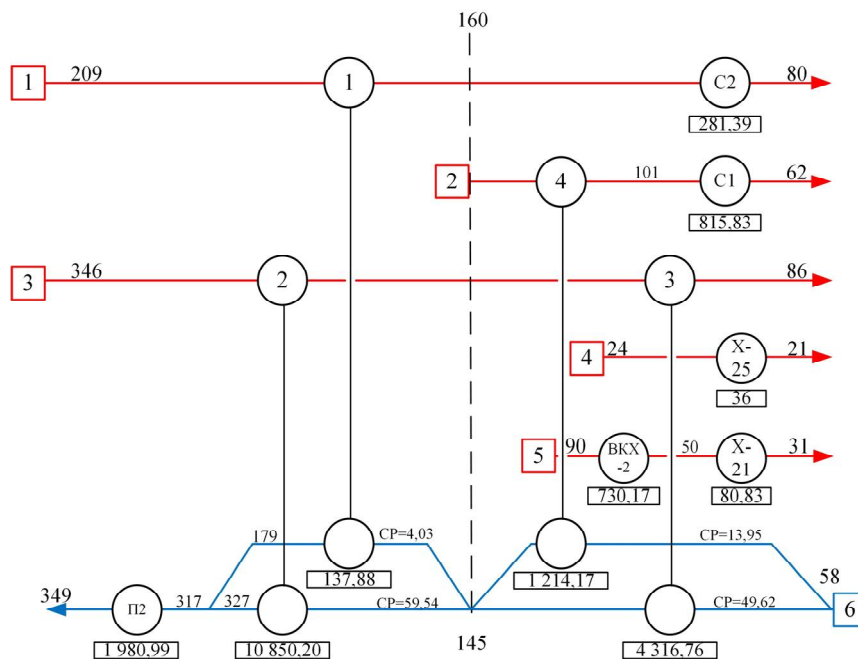 160
1 209 1 С2 80
281,39
2 4 101 С1 62
815,83
3 346 2 3 86
4 24 Х-
25 21
36
5 90 ВКХ
-2 50 Х-
21 31
730,17 80,83
179 СР=4,03 СР=13,95
137,88 1 214,17 58
349 П2 317 327 СР=59,54 СР=49,62 6
1 980,99 10 850,20 145 4 316,76